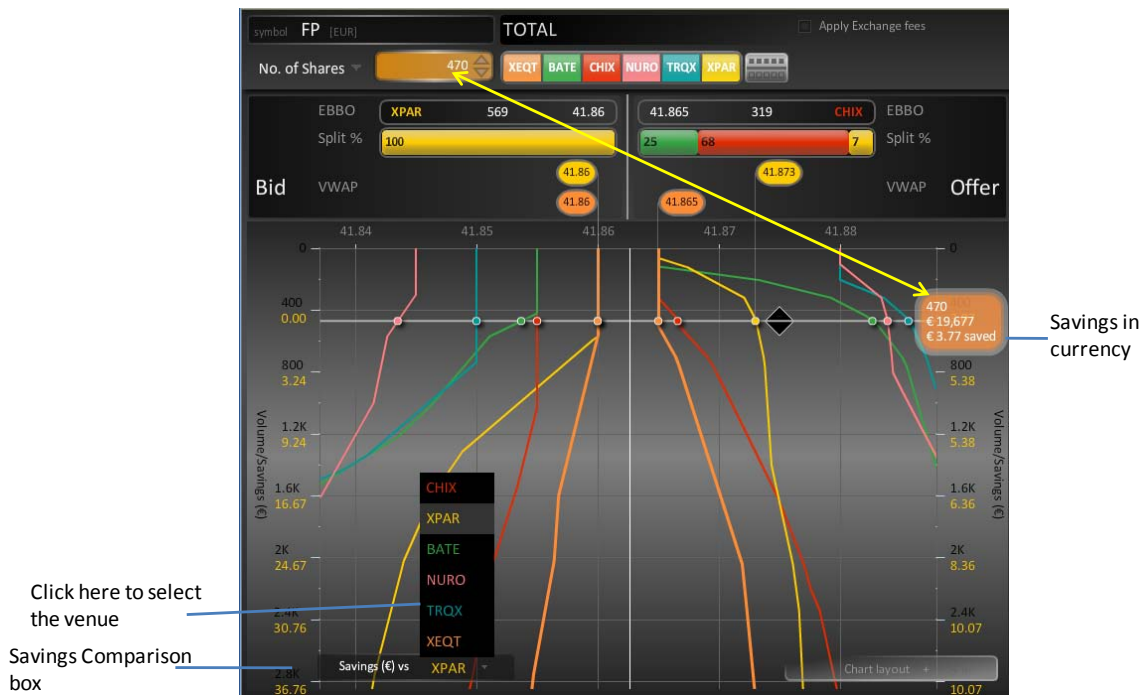 symbol FP [EUR] TOTAL Apply Exchange fees
No. of Shares 470 XEQT BATE CHIX NURO TRQX XPAR
EBBO XPAR 569 41.86 41.865 319 CHIX EBBO
Split % 100 25 68 7 Split %
41.86 41.873
Bid VWAP VWAP Offer
41.86 41.865
41.84 41.85 41.86 41.87 41.88
0 0
400
0.00
470
€ 19,677
€ 3.77 saved
Savings in
currency
800 800
3.24 5.38
Volume/Savings (€) Volume/Savings (€)
1.2K 1.2K
9.24 5.38
1.6K 1.6K
16.67 6.36
2K 2K
24.67 8.36
2.4K 2.4K
30.76 10.07
2.8K
36.76 10.07
CHIX
XPAR
BATE
NURO
TRQX
XEQT
Click here to select
the venue
Savings Comparison
box
Savings (€) vs XPAR
Chart layout +